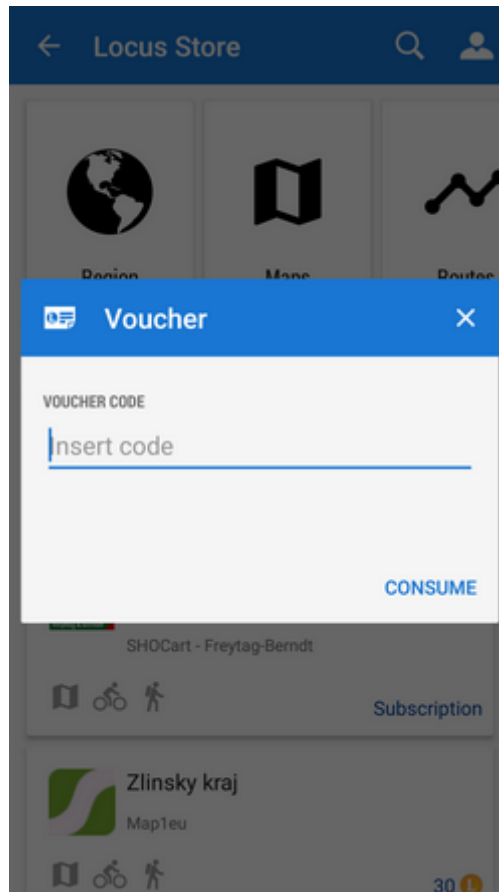 Locus Store
Region
Maps
Routes
Voucher
VOUCHER CODE
Insert code
CONSUME
SHOCart - Freytag-Berndt
Subscription
Zlinsky kraj
Map1eu
30 L